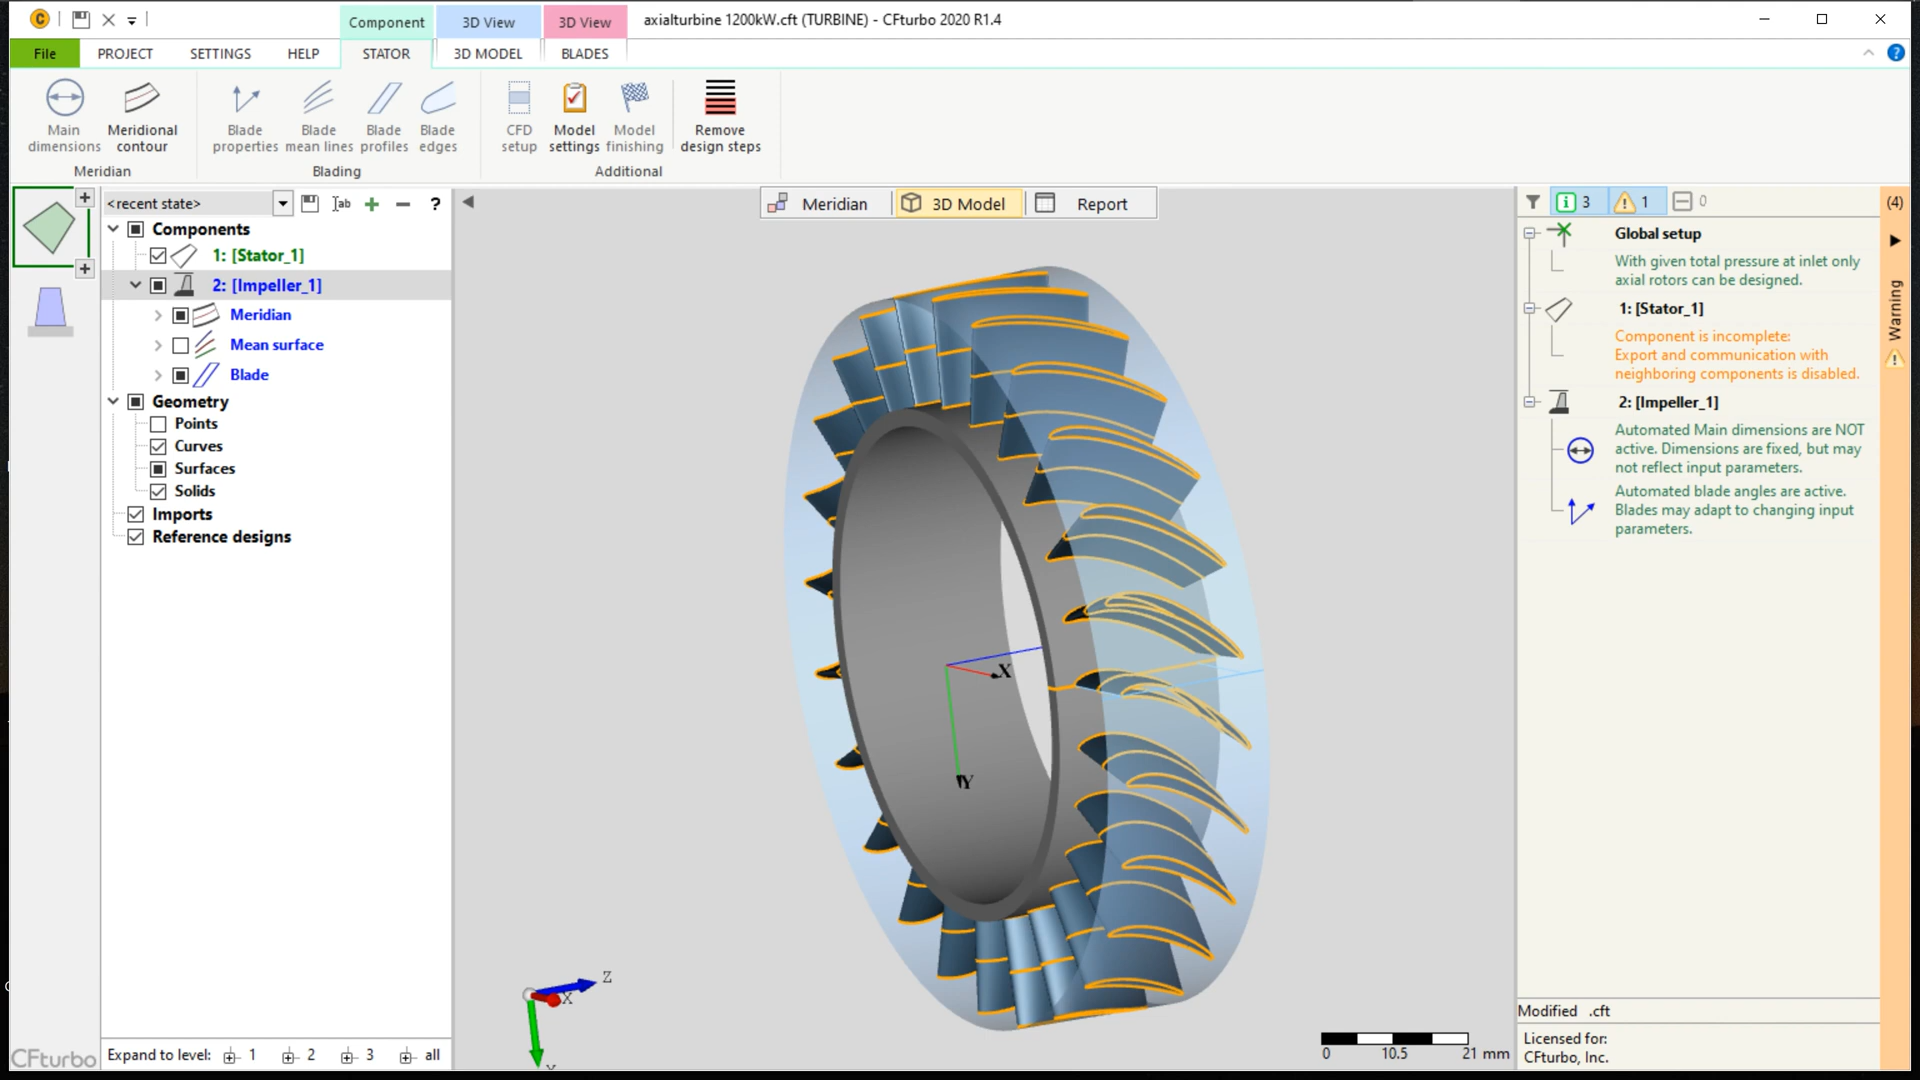 Component
3D View
3D View
axialturbine 1200kW.cft (TURBINE) - CFturbo 2020 R1.4
File
PROJECT
SETTINGS
HELP
STATOR
3D MODEL
BLADES
Main dimensions
Meridional contour
Blade properties
Blade mean lines
Blade profiles
Blade edges
CFD setup
Model settings
Model finishing
Remove design steps
Meridian
Blading
Additional
<recent state>
ab
?
Meridian
3D Model
Report
3
1
0
(4)
Components
1: [Stator_1]
2: [Impeller_1]
Meridian
Mean surface
Blade
Geometry
Points
Curves
Surfaces
Solids
Imports
Reference designs
X
Y
Z
X
0
10.5
21 mm
Global setup
With given total pressure at inlet only
axial rotors can be designed.
1: [Stator_1]
Component is incomplete:
Export and communication with
neighboring components is disabled.
2: [Impeller_1]
Automated Main dimensions are NOT
active. Dimensions are fixed, but may
not reflect input parameters.
Automated blade angles are active.
Blades may adapt to changing input
parameters.
Warning
Modified .cft
Licensed for:
CFturbo, Inc.
CFturbo
Expand to level: 1 2 3 all